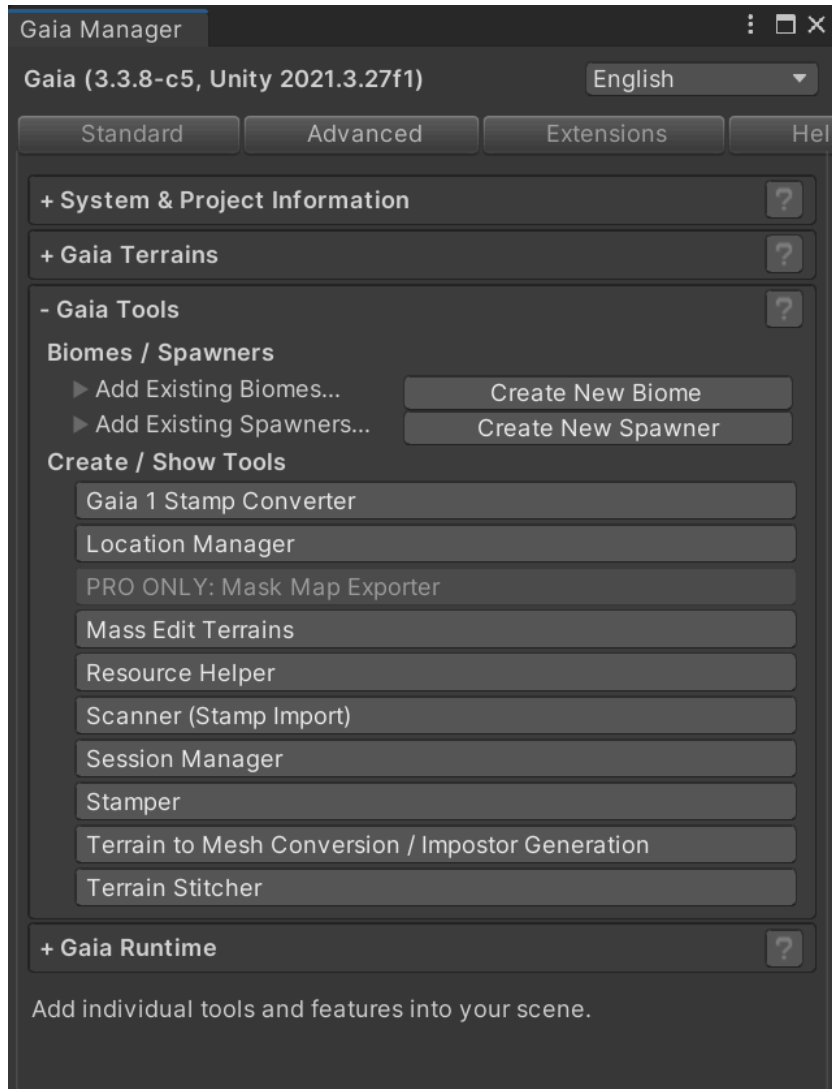 Gaia Manager
Gaia (3.3.8-c5, Unity 2021.3.27f1) English
Standard Advanced Extensions Hel
+ System & Project Information ?
+ Gaia Terrains ?
- Gaia Tools ?
Biomes / Spawners
Add Existing Biomes... Create New Biome
Add Existing Spawners... Create New Spawner
Create / Show Tools
Gaia 1 Stamp Converter
Location Manager
PRO ONLY: Mask Map Exporter
Mass Edit Terrains
Resource Helper
Scanner (Stamp Import)
Session Manager
Stamper
Terrain to Mesh Conversion / Impostor Generation
Terrain Stitcher
+ Gaia Runtime ?
Add individual tools and features into your scene.